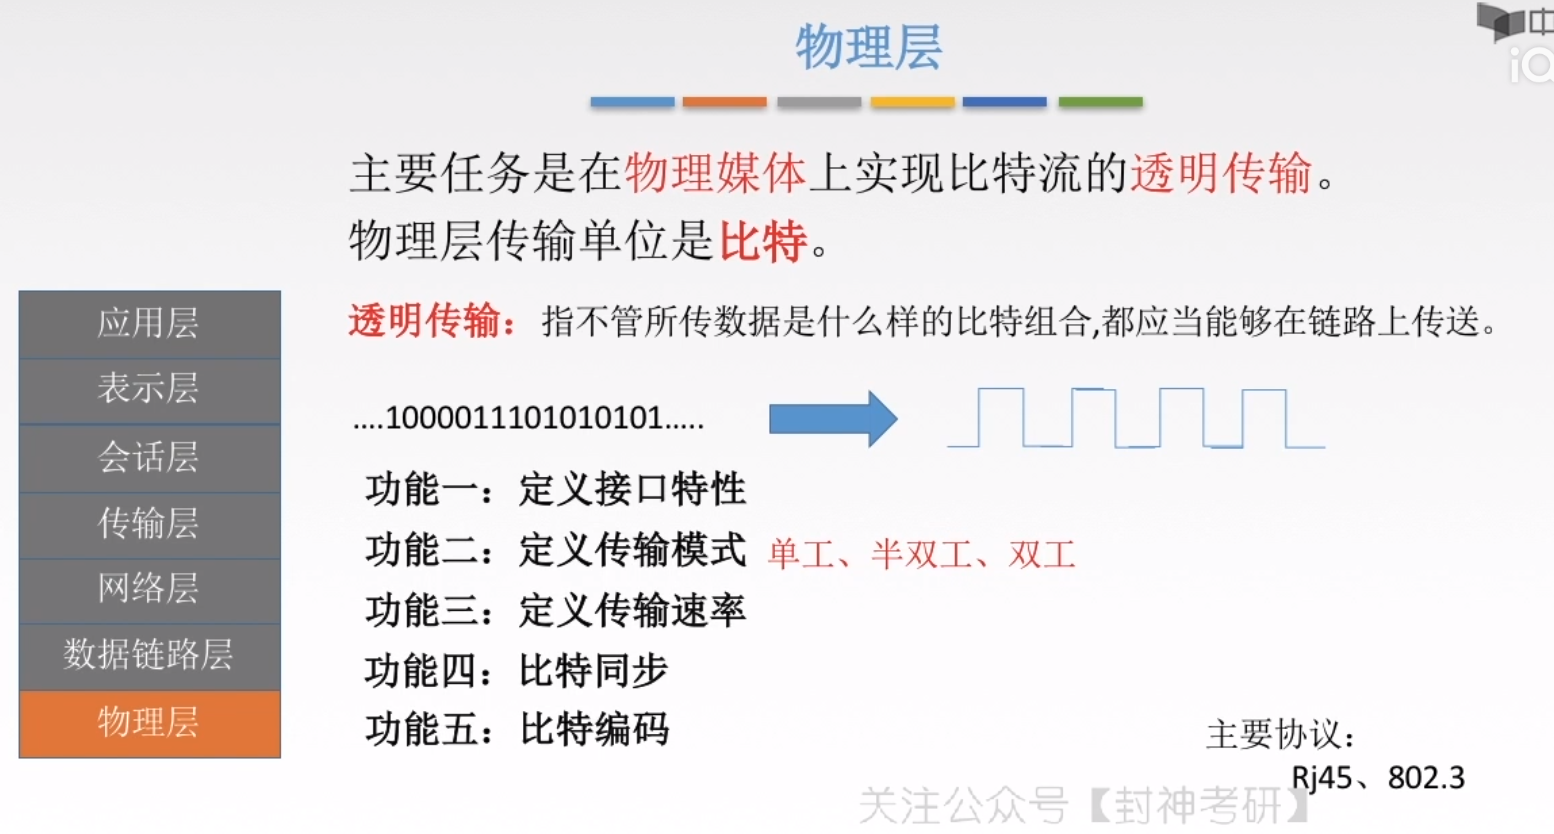 物理层
中
iQ
主要任务是在物理媒体上实现比特流的透明传输。
物理层传输单位是比特。
透明传输：指不管所传数据是什么样的比特组合,都应当能够在链路上传送。
....1000011101010101.....
功能一：定义接口特性
功能二：定义传输模式 单工、半双工、双工
功能三：定义传输速率
功能四：比特同步
功能五：比特编码
应用层
表示层
会话层
传输层
网络层
数据链路层
物理层
主要协议：
Rj45、802.3
关注公众号【封神考研】